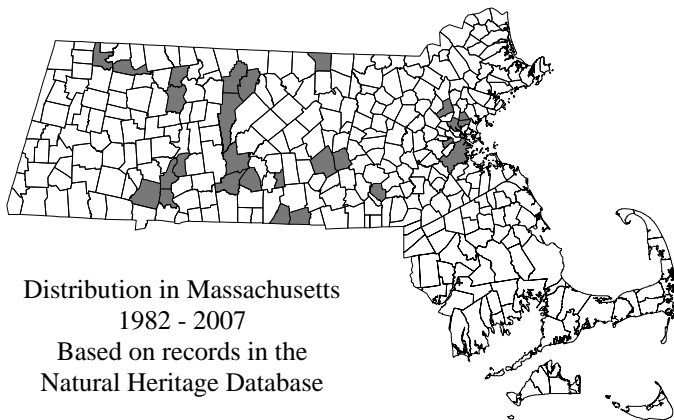 Distribution in Massachusetts
1982 - 2007
Based on records in the
Natural Heritage Database